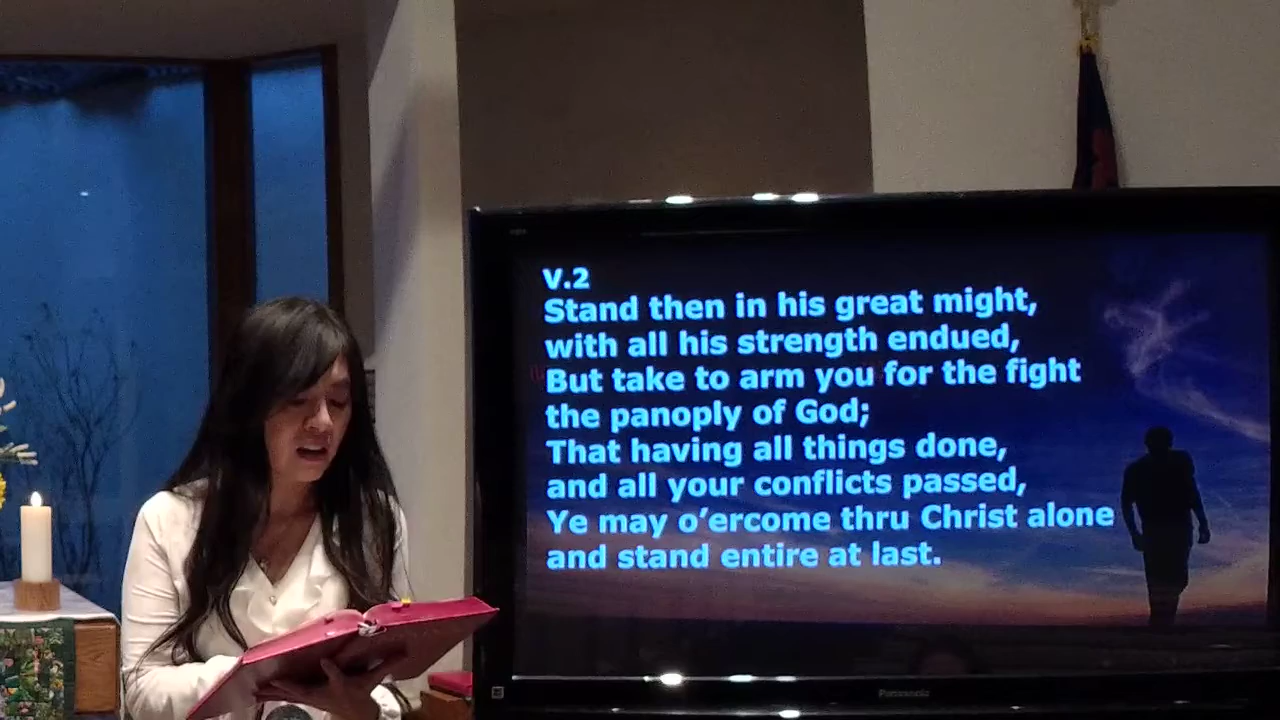 V.2
Stand then in his great might,
with all his strength endued,
But take to arm you for the fight
the panoply of God;
That having all things done,
and all your conflicts passed,
Ye may o’ercome thru Christ alone
and stand entire at last.
Panasonic